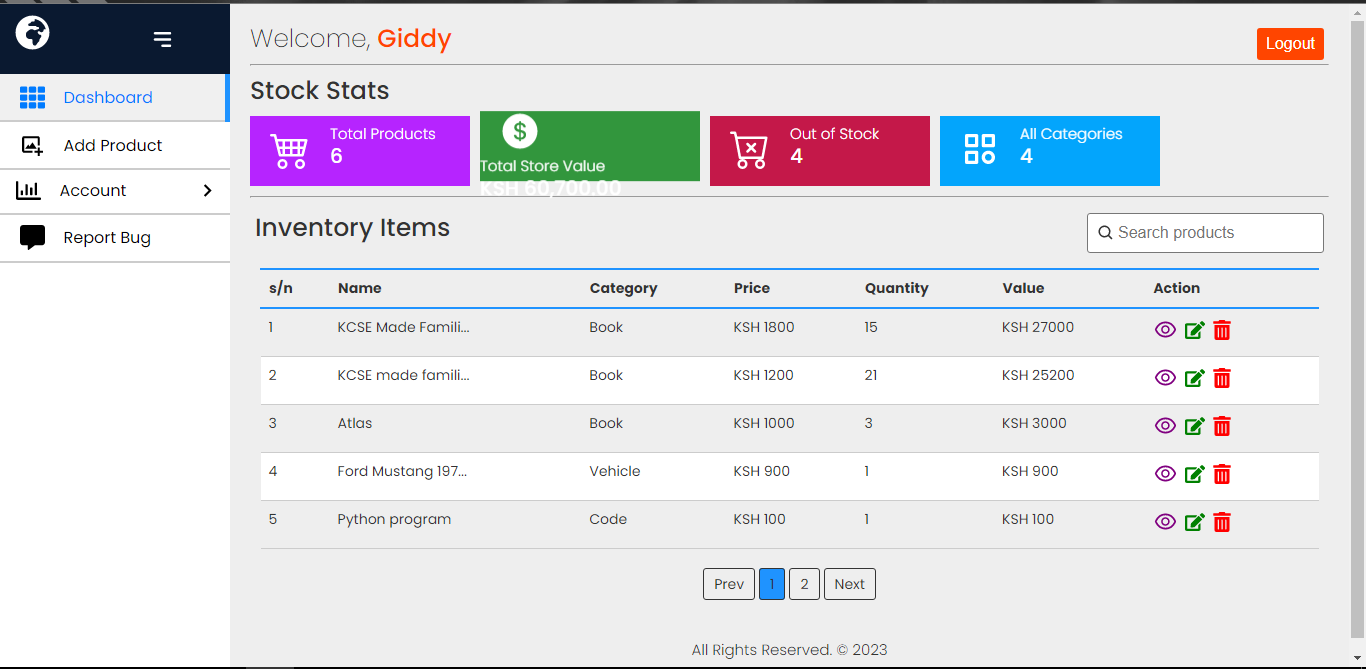 Welcome, Giddy
Logout
Dashboard
Add Product
Account
Report Bug
Stock Stats
Total Products
6
Total Store Value
KSH 60,700.00
Out of Stock
4
All Categories
4
Inventory Items
Search products
s/n Name Category Price Quantity Value Action
1 KCSE Made Famili... Book KSH 1800 15 KSH 27000
2 KCSE made famili... Book KSH 1200 21 KSH 25200
3 Atlas Book KSH 1000 3 KSH 3000
4 Ford Mustang 197... Vehicle KSH 900 1 KSH 900
5 Python program Code KSH 100 1 KSH 100
Prev 1 2 Next
All Rights Reserved. © 2023